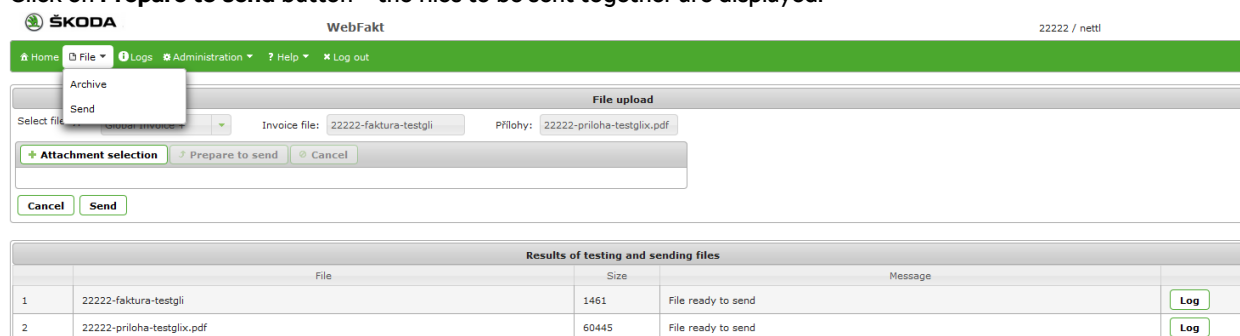 Click on Prepare to send button – the files to be sent together are displayed.
ŠKODA WebFakt 22222 / nettl
Home File Logs Administration ? Help Log out
Archive
Send
File upload
Select file Global Invoice 4 Invoice file: 22222-faktura-testgli Přílohy: 22222-priloha-testglix.pdf
+ Attachment selection Prepare to send Cancel
Cancel Send
Results of testing and sending files
File Size Message
1 22222-faktura-testgli 1461 File ready to send Log
2 22222-priloha-testglix.pdf 60445 File ready to send Log